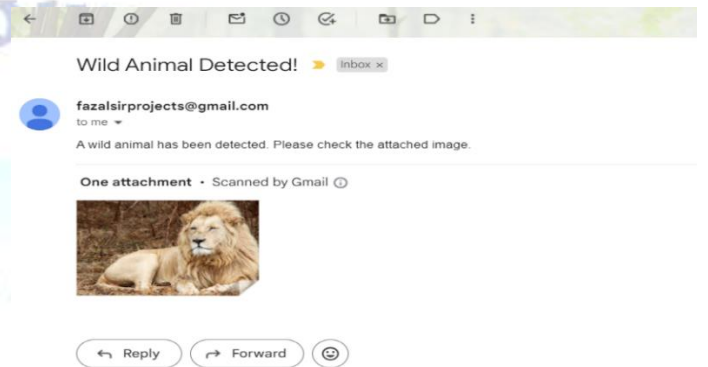 Wild Animal Detected! Inbox ×
fazalsirprojects@gmail.com
to me
A wild animal has been detected. Please check the attached image.
One attachment • Scanned by Gmail
Reply Forward